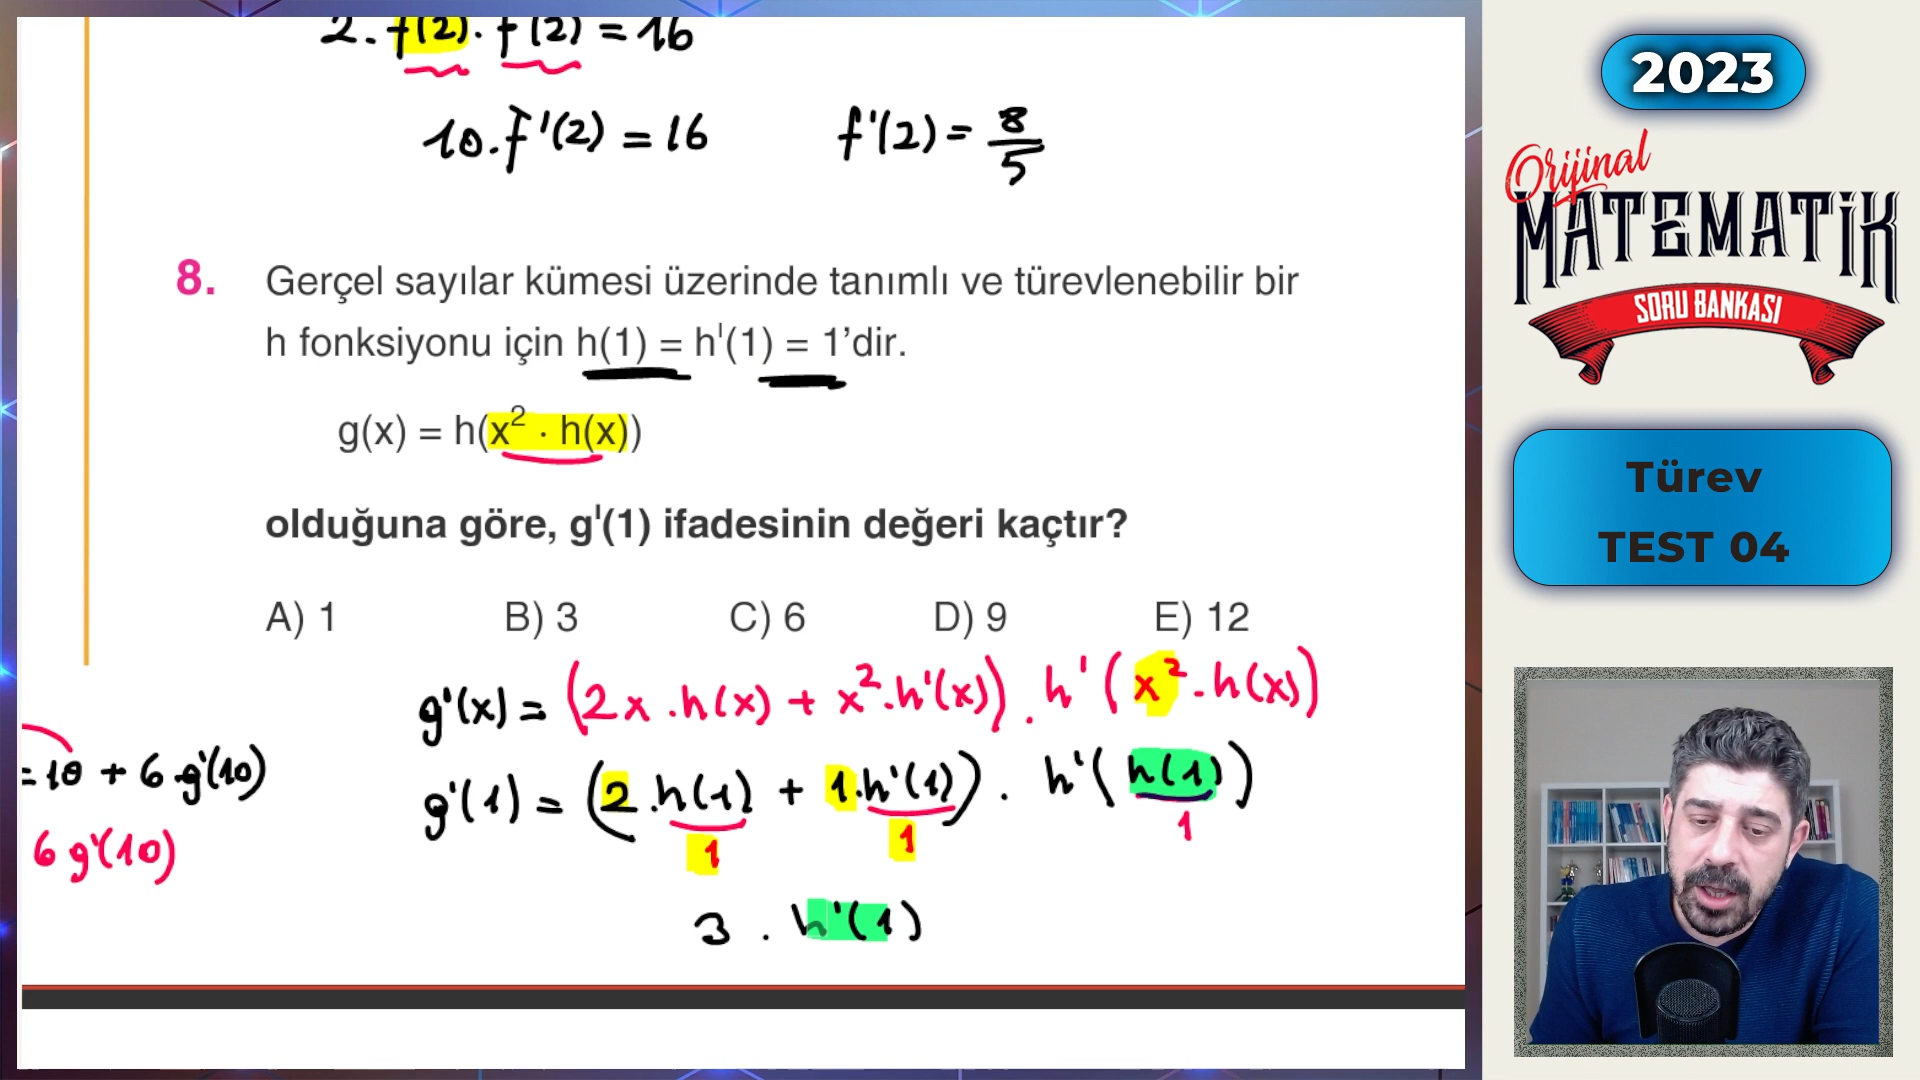 2. f(2). f'(2) = 16
10. f'(2) = 16 f'(2) = 8/5
8. Gerçel sayılar kümesi üzerinde tanımlı ve türevlenebilir bir
h fonksiyonu için h(1) = h'(1) = 1'dir.
g(x) = h(x² · h(x))
olduğuna göre, g'(1) ifadesinin değeri kaçtır?
A) 1 B) 3 C) 6 D) 9 E) 12
g'(x) = (2x . h(x) + x² . h'(x)) . h'(x² . h(x))
g'(1) = (2 . h(1) + 1 . h'(1)) . h'(h(1))
1 1 1
3 . h'(1)
= 10 + 6 . g'(10)
6 g'(10)
2023
Orijinal
MATEMATİK
SORU BANKASI
Türev
TEST 04